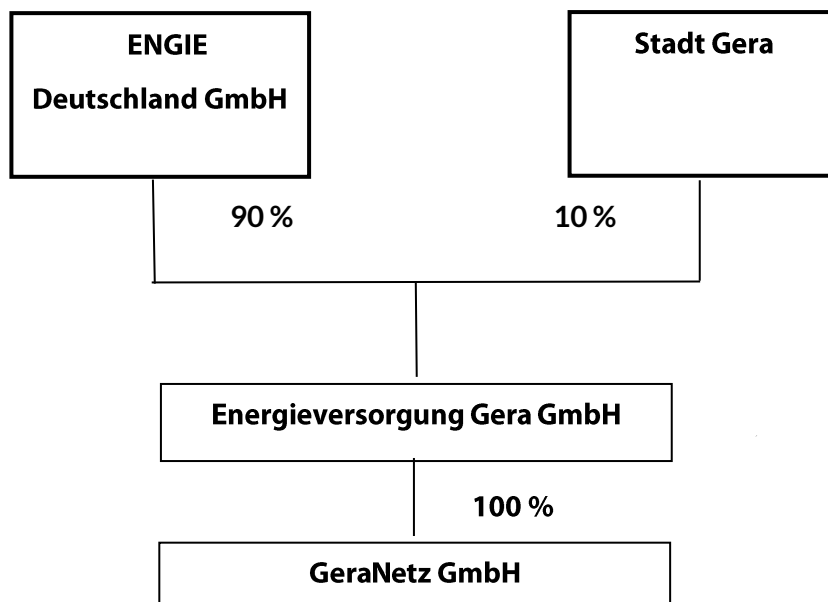 ENGIE
Deutschland GmbH
Stadt Gera
90 %
10 %
Energieversorgung Gera GmbH
100 %
GeraNetz GmbH